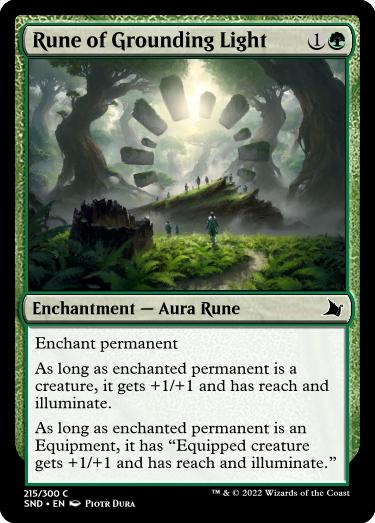 Rune of Grounding Light 1
Enchantment — Aura Rune
Enchant permanent
As long as enchanted permanent is a
creature, it gets +1/+1 and has reach and
illuminate.
As long as enchanted permanent is an
Equipment, it has “Equipped creature
gets +1/+1 and has reach and illuminate.”
215/300 C
SND • EN Piotr Dura ™ & © 2022 Wizards of the Coast